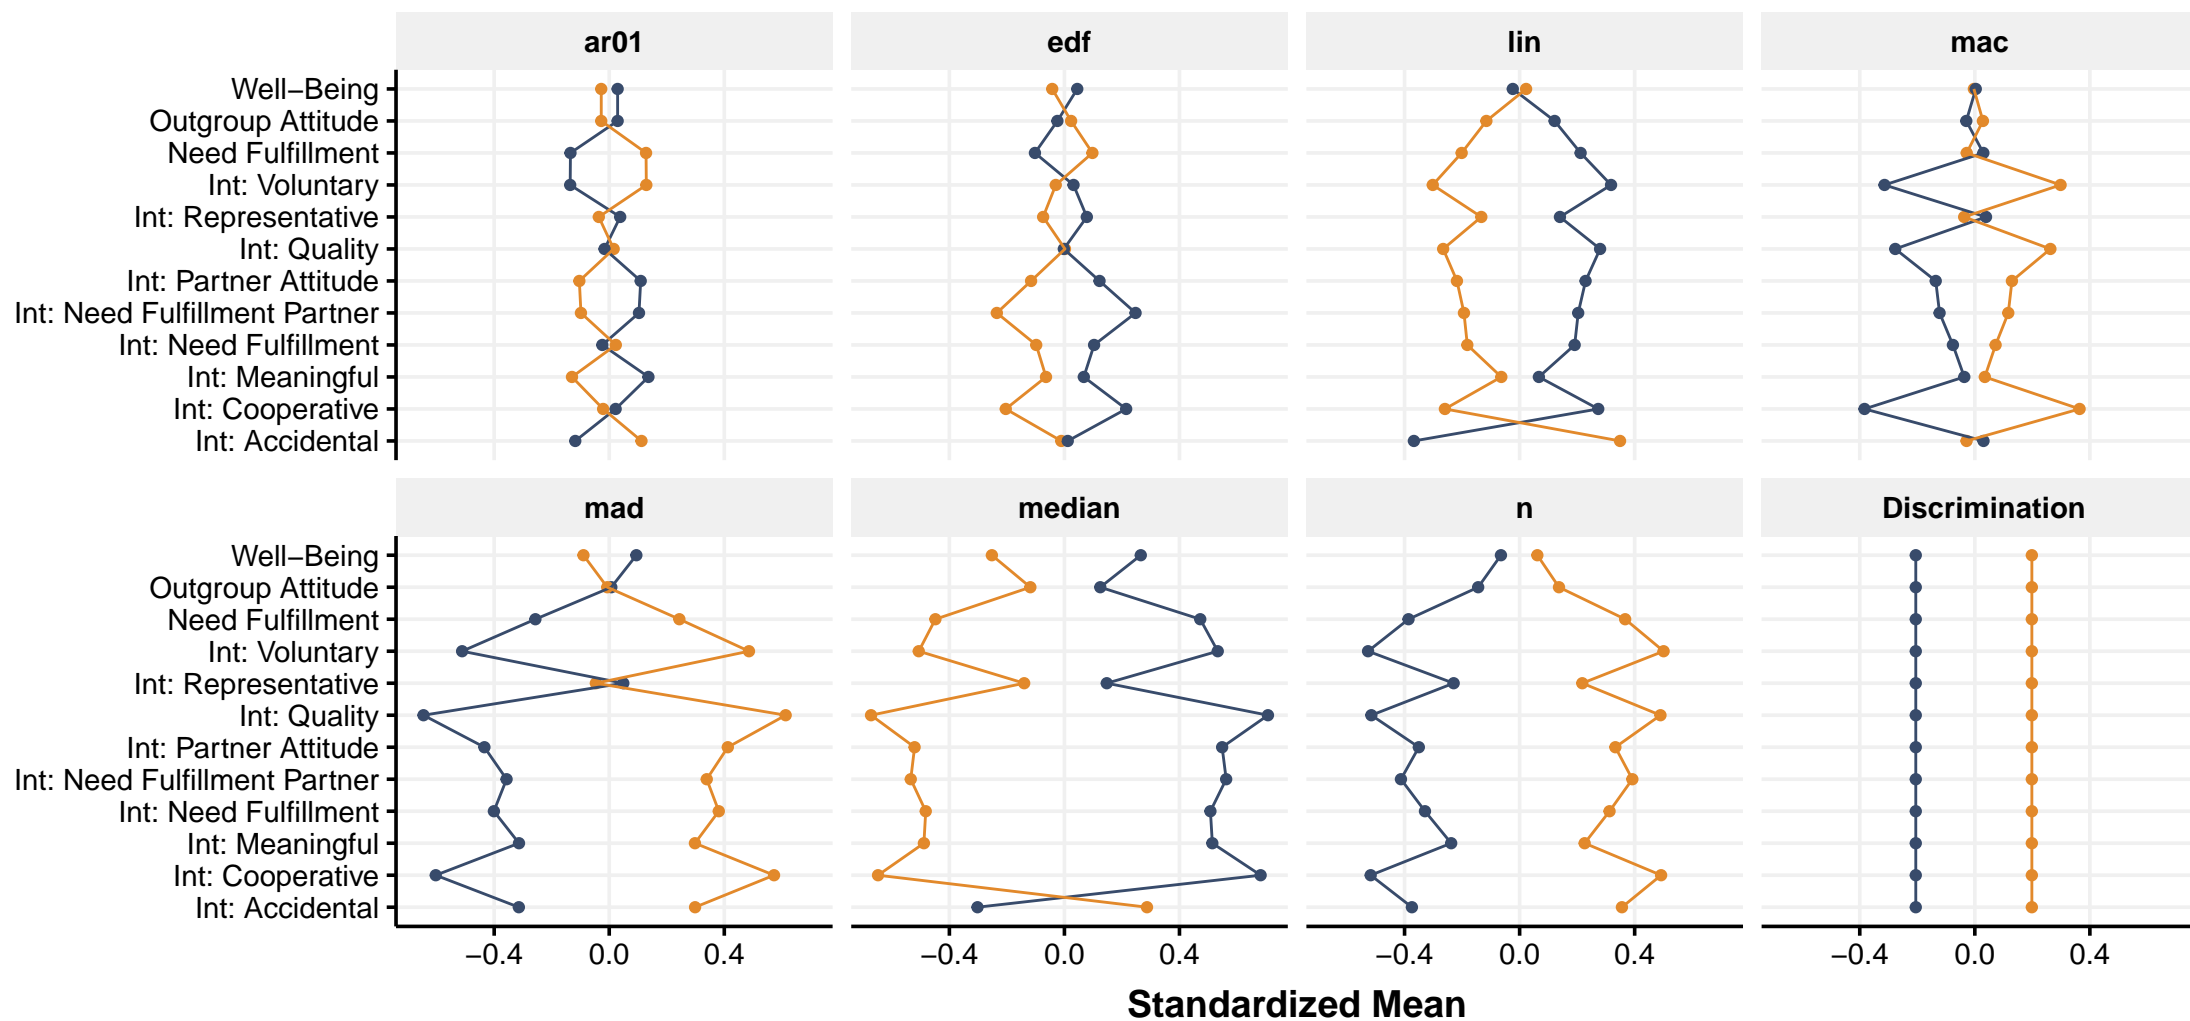 ar01 edf lin mac
Well−Being
Outgroup Attitude
Need Fulfillment
Int: Voluntary
Int: Representative
Int: Quality
Int: Partner Attitude
Int: Need Fulfillment Partner
Int: Need Fulfillment
Int: Meaningful
Int: Cooperative
Int: Accidental
mad median n Discrimination
Well−Being
Outgroup Attitude
Need Fulfillment
Int: Voluntary
Int: Representative
Int: Quality
Int: Partner Attitude
Int: Need Fulfillment Partner
Int: Need Fulfillment
Int: Meaningful
Int: Cooperative
Int: Accidental
−0.4 0.0 0.4 −0.4 0.0 0.4 −0.4 0.0 0.4 −0.4 0.0 0.4
Standardized Mean